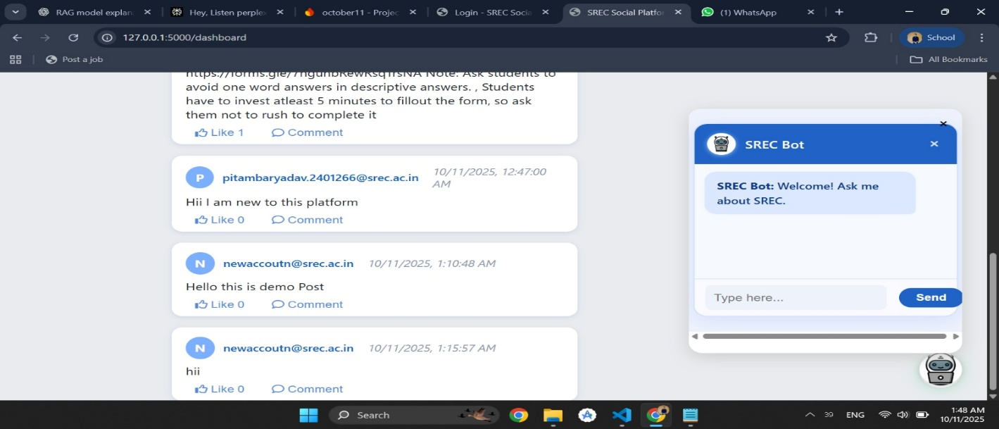 RAG model explan
Hey, Listen perplex
october11 - Projec
Login - SREC Socia
SREC Social Platfor
(1) WhatsApp
127.0.0.1:5000/dashboard
School
Post a job
All Bookmarks
Note: Ask students to
avoid one word answers in descriptive answers. , Students
have to invest atleast 5 minutes to fillout the form, so ask
them not to rush to complete it
Like 1 Comment
P pitambaryadav.2401266@srec.ac.in 10/11/2025, 12:47:00
AM
Hii I am new to this platform
Like 0 Comment
N newaccoutn@srec.ac.in 10/11/2025, 1:10:48 AM
Hello this is demo Post
Like 0 Comment
N newaccoutn@srec.ac.in 10/11/2025, 1:15:57 AM
hii
Like 0 Comment
SREC Bot
SREC Bot: Welcome! Ask me
about SREC.
Type here... Send
Search
39 ENG
1:48 AM
10/11/2025